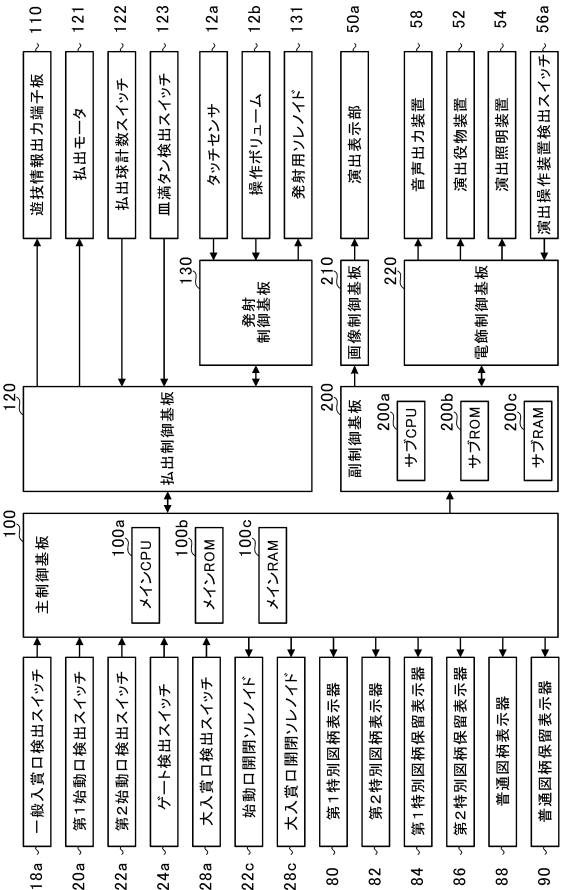 100
主制御基板
100a
メインCPU
100b
メインROM
100c
メインRAM
18a
一般入賞口検出スイッチ
20a
第1始動口検出スイッチ
22a
第2始動口検出スイッチ
24a
ゲート検出スイッチ
28a
大入賞口検出スイッチ
22c
始動口開閉ソレノイド
28c
大入賞口開閉ソレノイド
80
第1特別図柄表示器
82
第2特別図柄表示器
84
第1特別図柄保留表示器
86
第2特別図柄保留表示器
88
普通図柄表示器
90
普通図柄保留表示器
120
払出制御基板
200
副制御基板
200a
サブCPU
200b
サブROM
200c
サブRAM
130
発射
制御基板
210
画像制御基板
220
電飾制御基板
遊技情報出力端子板
110
払出モータ
121
払出球計数スイッチ
122
皿満タン検出スイッチ
123
タッチセンサ
12a
操作ボリューム
12b
発射用ソレノイド
131
演出表示部
50a
音声出力装置
58
演出役物装置
52
演出照明装置
54
演出操作装置検出スイッチ
56a